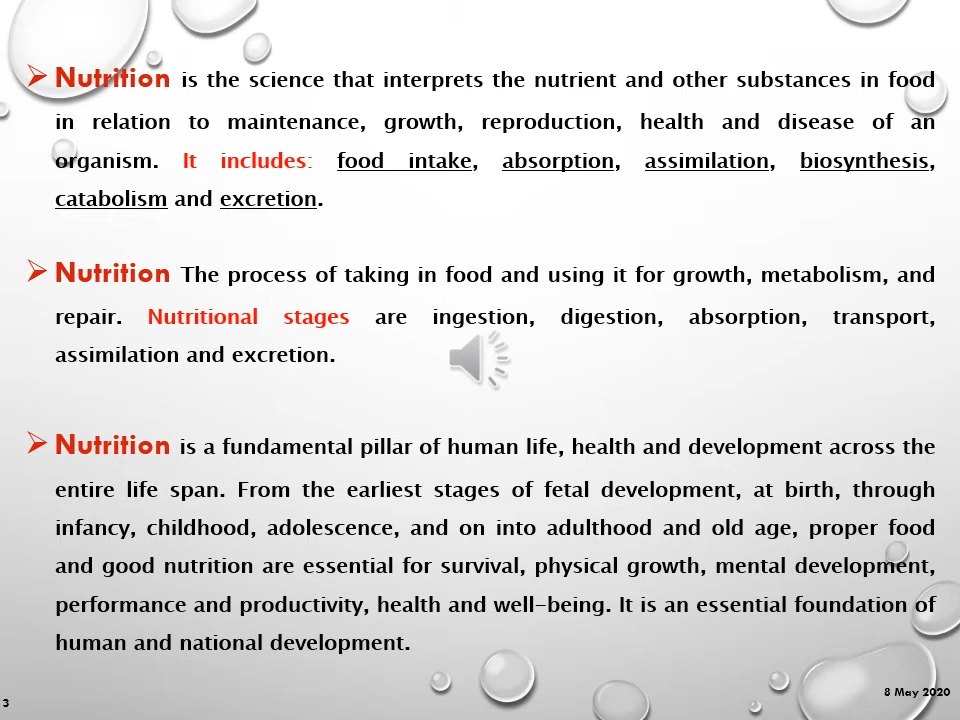 ➢ Nutrition is the science that interprets the nutrient and other substances in food
in relation to maintenance, growth, reproduction, health and disease of an
organism. It includes: food intake, absorption, assimilation, biosynthesis,
catabolism and excretion.
➢ Nutrition The process of taking in food and using it for growth, metabolism, and
repair. Nutritional stages are ingestion, digestion, absorption, transport,
assimilation and excretion.
➢ Nutrition is a fundamental pillar of human life, health and development across the
entire life span. From the earliest stages of fetal development, at birth, through
infancy, childhood, adolescence, and on into adulthood and old age, proper food
and good nutrition are essential for survival, physical growth, mental development,
performance and productivity, health and well-being. It is an essential foundation of
human and national development.
8 May 2020
3